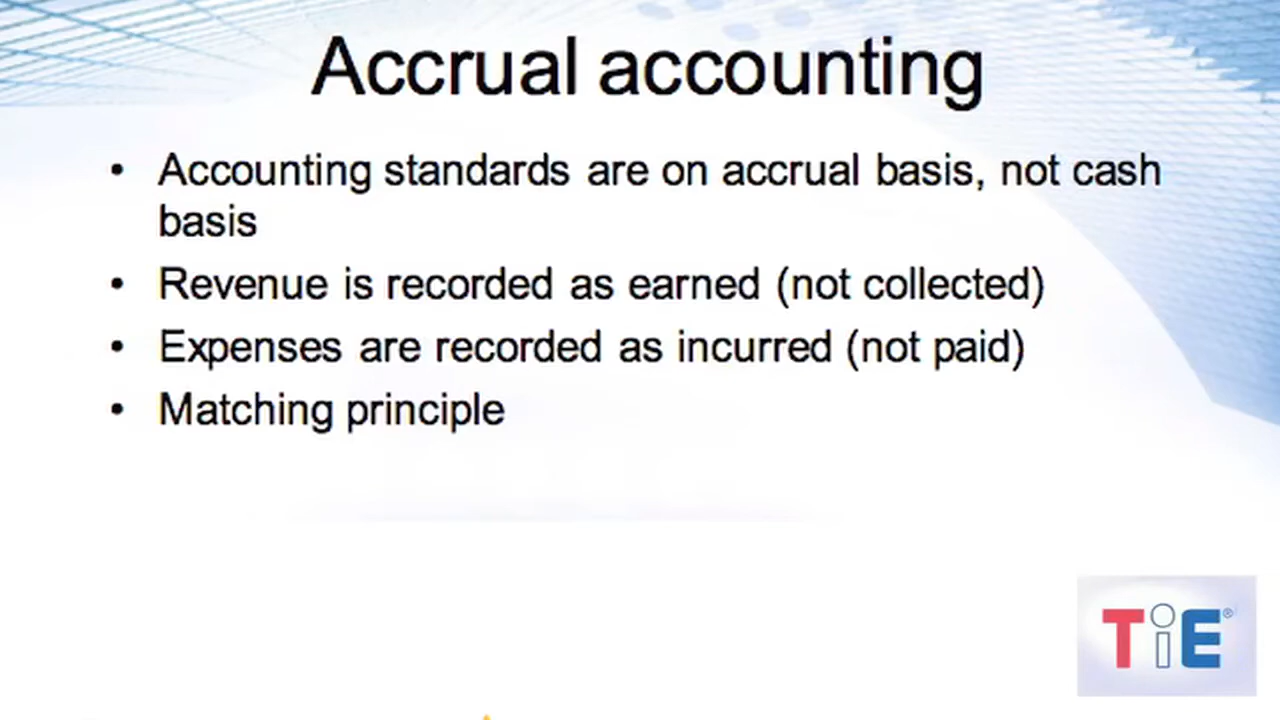 Accrual accounting
• Accounting standards are on accrual basis, not cash
basis
• Revenue is recorded as earned (not collected)
• Expenses are recorded as incurred (not paid)
• Matching principle
TiE®